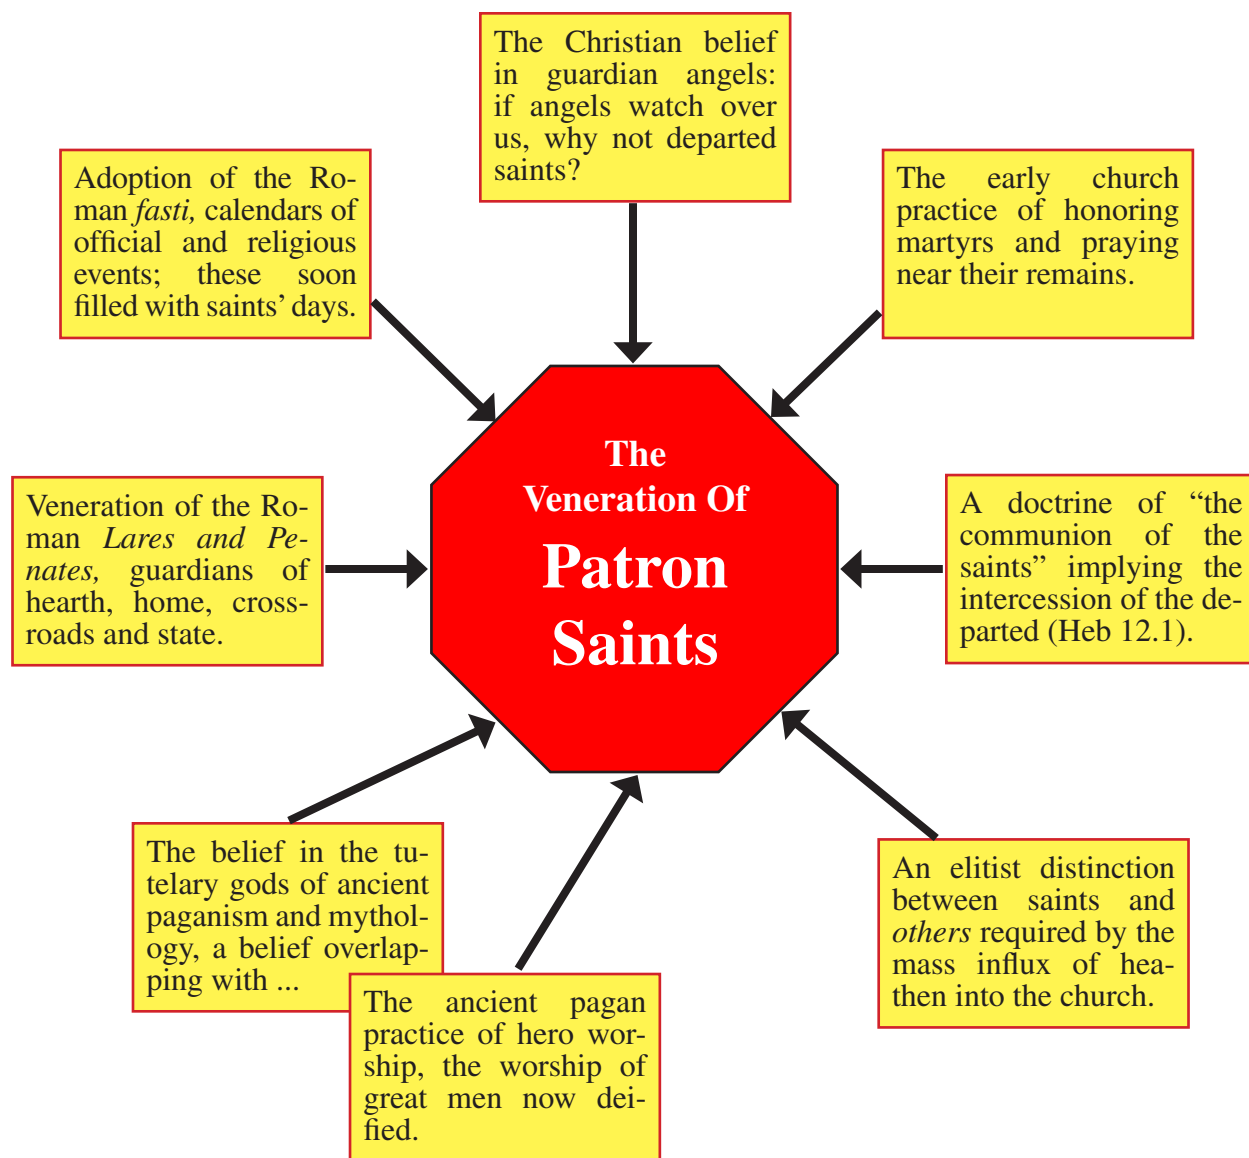 The Christian belief
in guardian angels:
if angels watch over
us, why not departed
saints?
Adoption of the Ro-
man fasti, calendars of
official and religious
events; these soon
filled with saints' days.
The early church
practice of honoring
martyrs and praying
near their remains.
The
Veneration Of
Patron
Saints
Veneration of the Ro-
man Lares and Pe-
nates, guardians of
hearth, home, cross-
roads and state.
A doctrine of “the
communion of the
saints” implying the
intercession of the de-
parted (Heb 12.1).
The belief in the tu-
telary gods of ancient
paganism and mythol-
ogy, a belief overlap-
ping with ...
The ancient pagan
practice of hero wor-
ship, the worship of
great men now dei-
fied.
An elitist distinction
between saints and
others required by the
mass influx of hea-
then into the church.